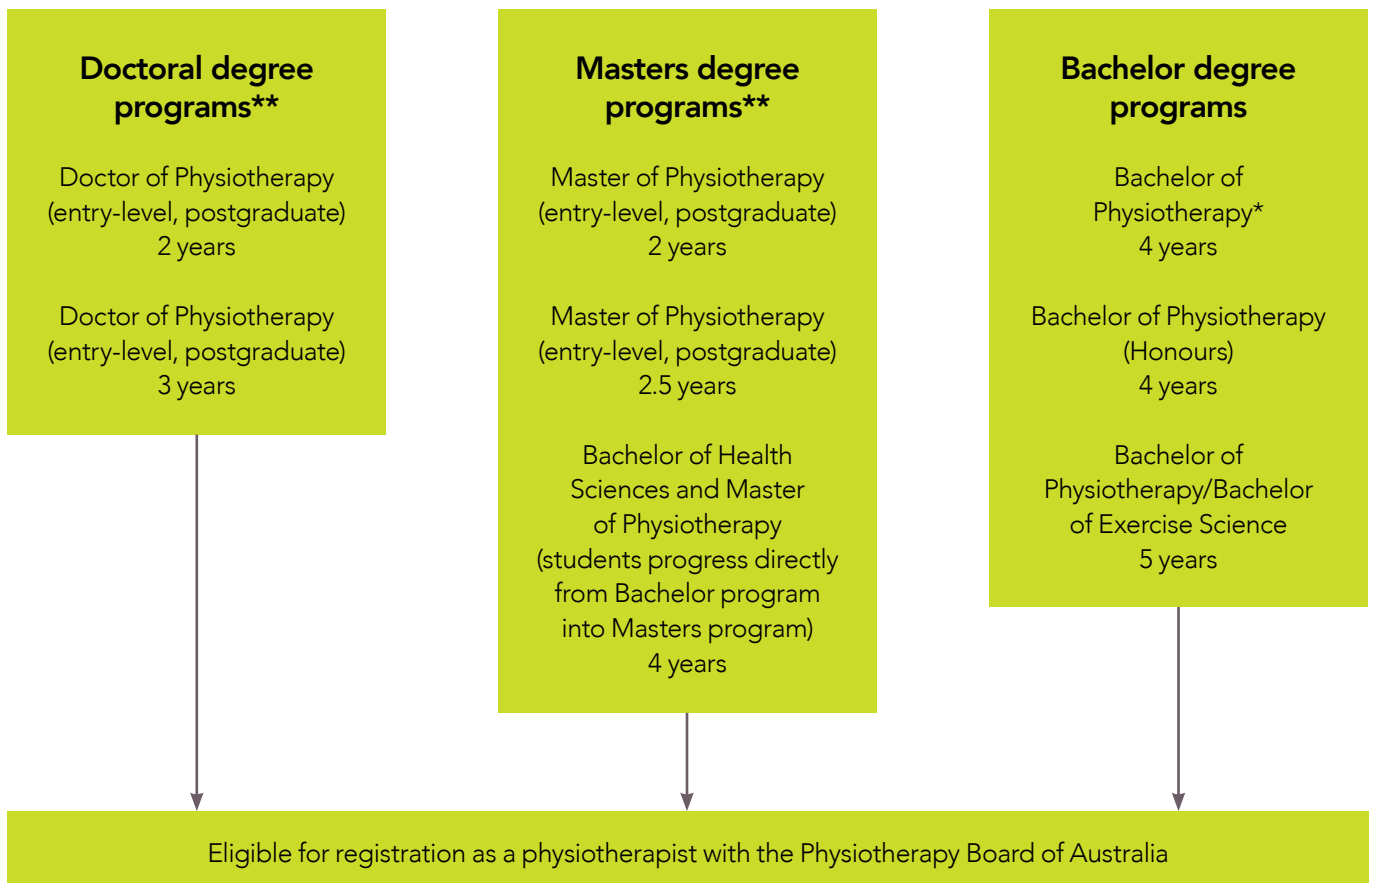 Doctoral degree
programs**
Doctor of Physiotherapy
(entry-level, postgraduate)
2 years
Doctor of Physiotherapy
(entry-level, postgraduate)
3 years
Masters degree
programs**
Master of Physiotherapy
(entry-level, postgraduate)
2 years
Master of Physiotherapy
(entry-level, postgraduate)
2.5 years
Bachelor of Health
Sciences and Master
of Physiotherapy
(students progress directly
from Bachelor program
into Masters program)
4 years
Bachelor degree
programs
Bachelor of
Physiotherapy*
4 years
Bachelor of Physiotherapy
(Honours)
4 years
Bachelor of
Physiotherapy/Bachelor
of Exercise Science
5 years
Eligible for registration as a physiotherapist with the Physiotherapy Board of Australia